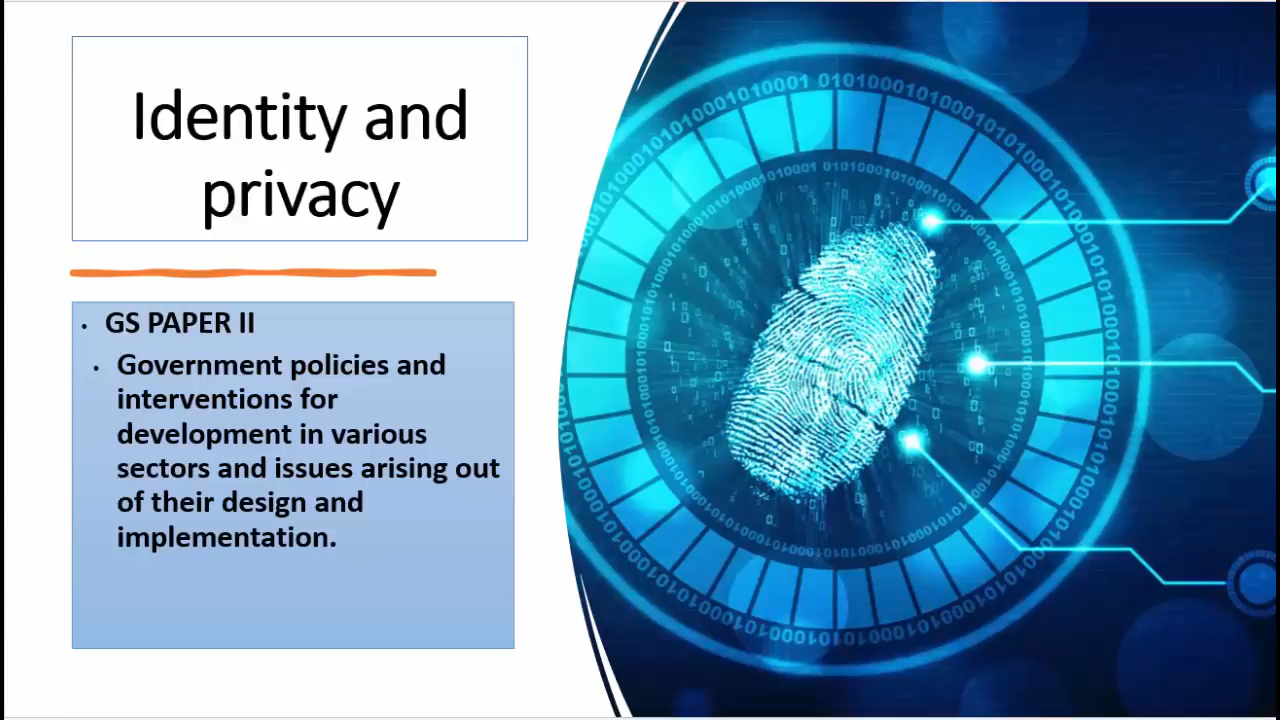 Identity and
privacy
• GS PAPER II
• Government policies and
interventions for
development in various
sectors and issues arising out
of their design and
implementation.